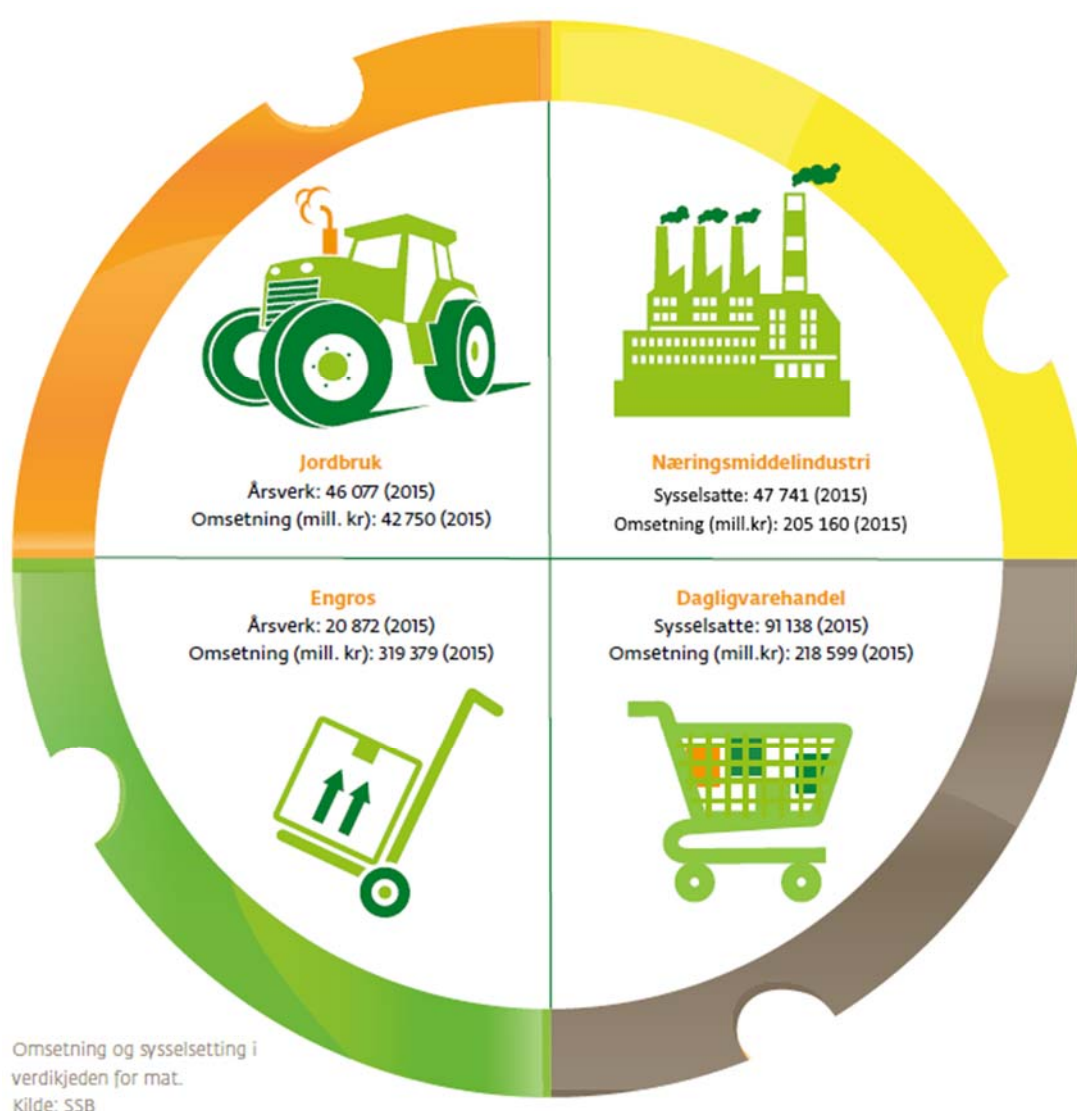 Jordbruk
Årsverk: 46 077 (2015)
Omsetning (mill. kr): 42 750 (2015)
Næringsmiddelindustri
Sysselsatte: 47 741 (2015)
Omsetning (mill.kr): 205 160 (2015)
Engros
Årsverk: 20 872 (2015)
Omsetning (mill. kr): 319 379 (2015)
Dagligvarehandel
Sysselsatte: 91 138 (2015)
Omsetning (mill.kr): 218 599 (2015)
Omsetning og sysselsetting i
verdikjeden for mat.
Kilde: SSB